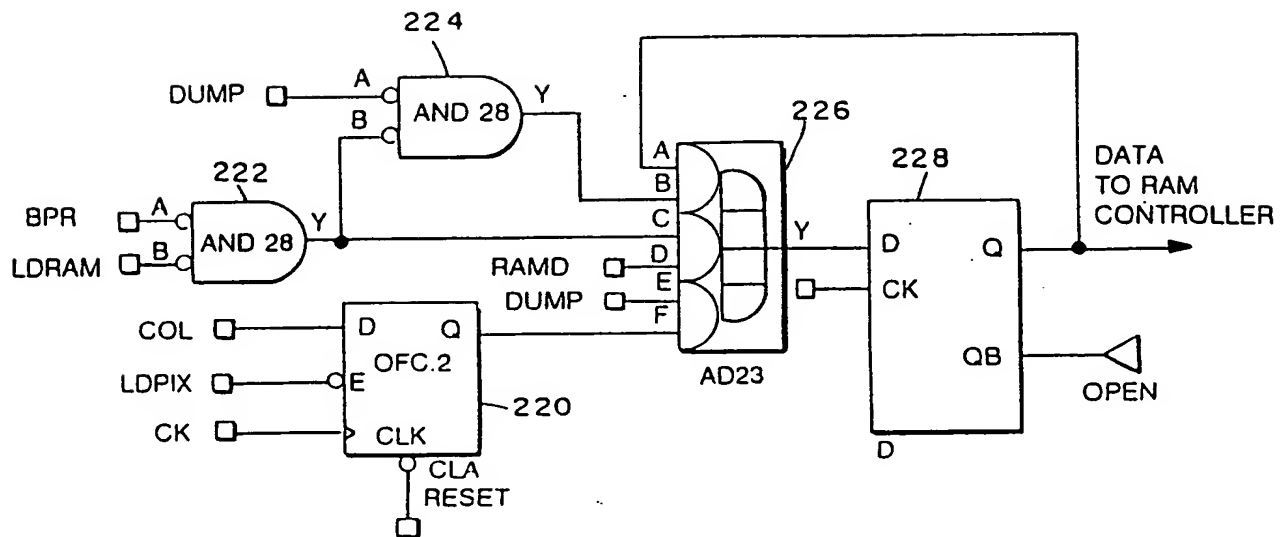 224
DUMP
A
AND 28
Y
B
226
222
A
B
228
DATA
TO RAM
CONTROLLER
BPR
A
AND 28
Y
C
Y
D
Q
LDRAM
B
D
RAMD
E
CK
DUMP
F
COL
D
Q
OFC.2
QB
LDPIX
E
AD23
OPEN
220
CK
CLK
D
CLA
RESET